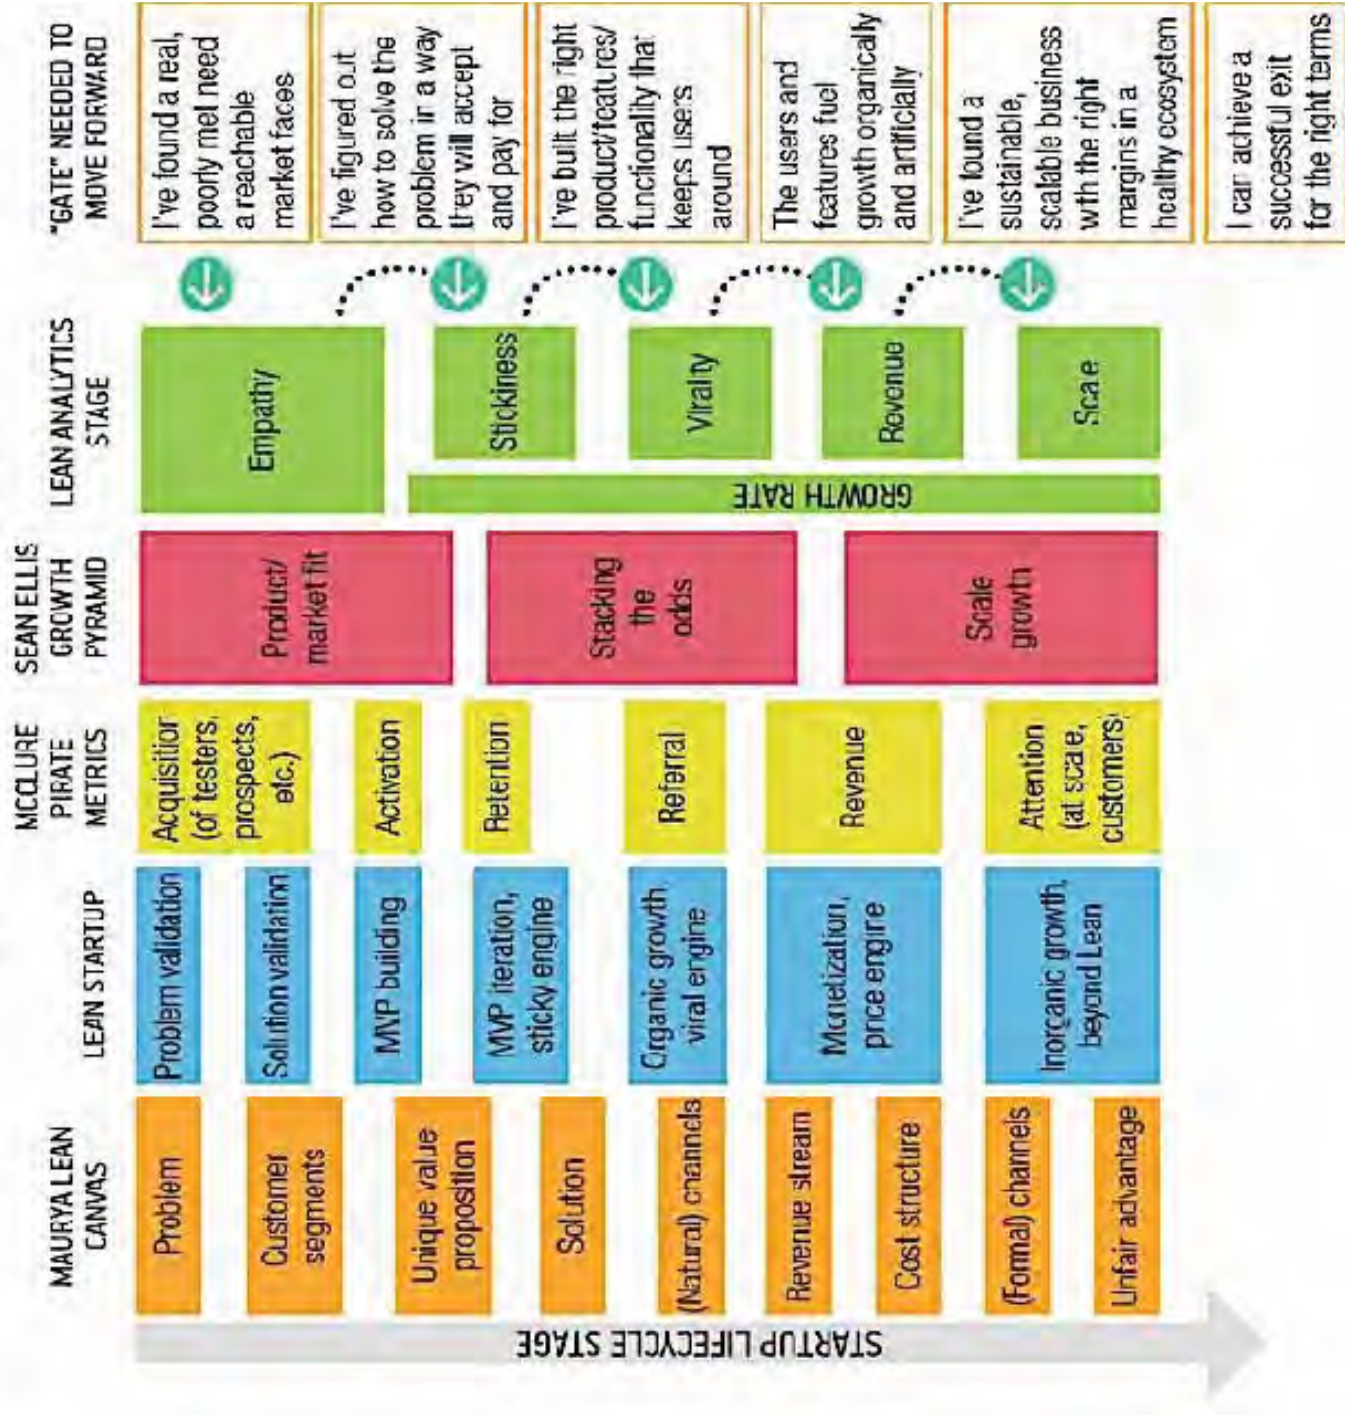 MAURYA LEAN
CANVAS
LEAN STARTUP
MCCLURE
PIRATE
METRICS
SEAN ELLIS
GROWTH
PYRAMID
LEAN ANALYTICS
STAGE
"GATE" NEEDED TO
MOVE FORWARD
STARTUP LIFECYCLE STAGE
Problem
Customer
segments
Unique value
proposition
Solution
(Natural) channels
Revenue stream
Cost structure
(Formal) channels
Unfair advantage
Problem validation
Solution validation
MVP building
MVP iteration,
sticky engine
Organic growth,
viral engine
Monetization,
price engine
Inorganic growth,
beyond Lean
Acquisition
(of testers,
prospects,
etc.)
Activation
Retention
Referral
Revenue
Attention
(at scale,
customers)
Product/
market fit
Stacking
the
odds
Scale
growth
Empathy
Stickiness
Virality
Revenue
Scale
GROWTH RATE
I've found a real,
poorly met need
a reachable
market faces
I've figured out
how to solve the
problem in a way
they will accept
and pay for
I've built the right
product/features/
functionality that
keeps users
around
The users and
features fuel
growth organically
and artificially
I've found a
sustainable,
scalable business
with the right
margins in a
healthy ecosystem
I can achieve a
successful exit
for the right terms